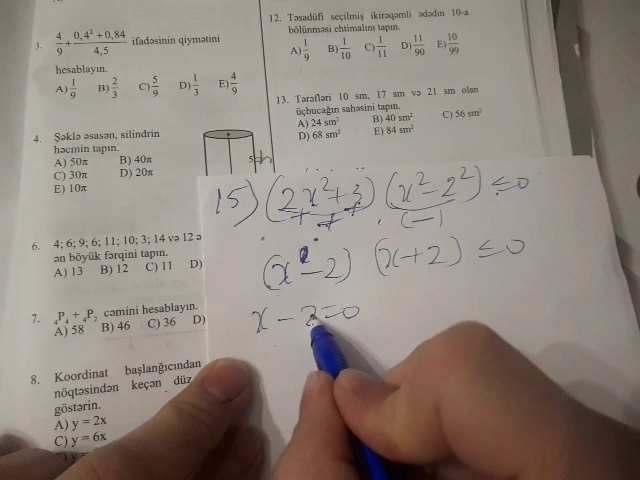 3. 4/9 + (0,4² + 0,84)/4,5 ifadəsinin qiymətini
hesablayın.
A) 1/9 B) 2/3 C) 5/9 D) 1/3 E) 4/9
4. Şəklə əsasən, silindrin
həcmin tapın.
A) 50π B) 40π
C) 30π D) 20π
E) 10π
6. 4; 6; 9; 6; 11; 10; 3; 14 və 12 ə
ən böyük fərqini tapın.
A) 13 B) 12 C) 11 D)
7. ₄P₄ + ₄P₂ cəmini hesablayın.
A) 58 B) 46 C) 36 D)
8. Koordinat başlanğıcından
nöqtəsindən keçən düz
göstərin.
A) y = 2x
C) y = 6x
12. Təsadüfi seçilmiş ikirəqəmli ədədin 10-a
bölünməsi ehtimalını tapın.
A) 1/9 B) 1/10 C) 1/11 D) 11/90 E) 10/99
13. Tərəfləri 10 sm, 17 sm və 21 sm olan
üçbucağın sahəsini tapın.
A) 24 sm² B) 40 sm² C) 56 sm²
D) 68 sm² E) 84 sm²
15) (2x²+3) (x²-2²) ≤0
(x-2) (x+2) ≤0
x-2=0